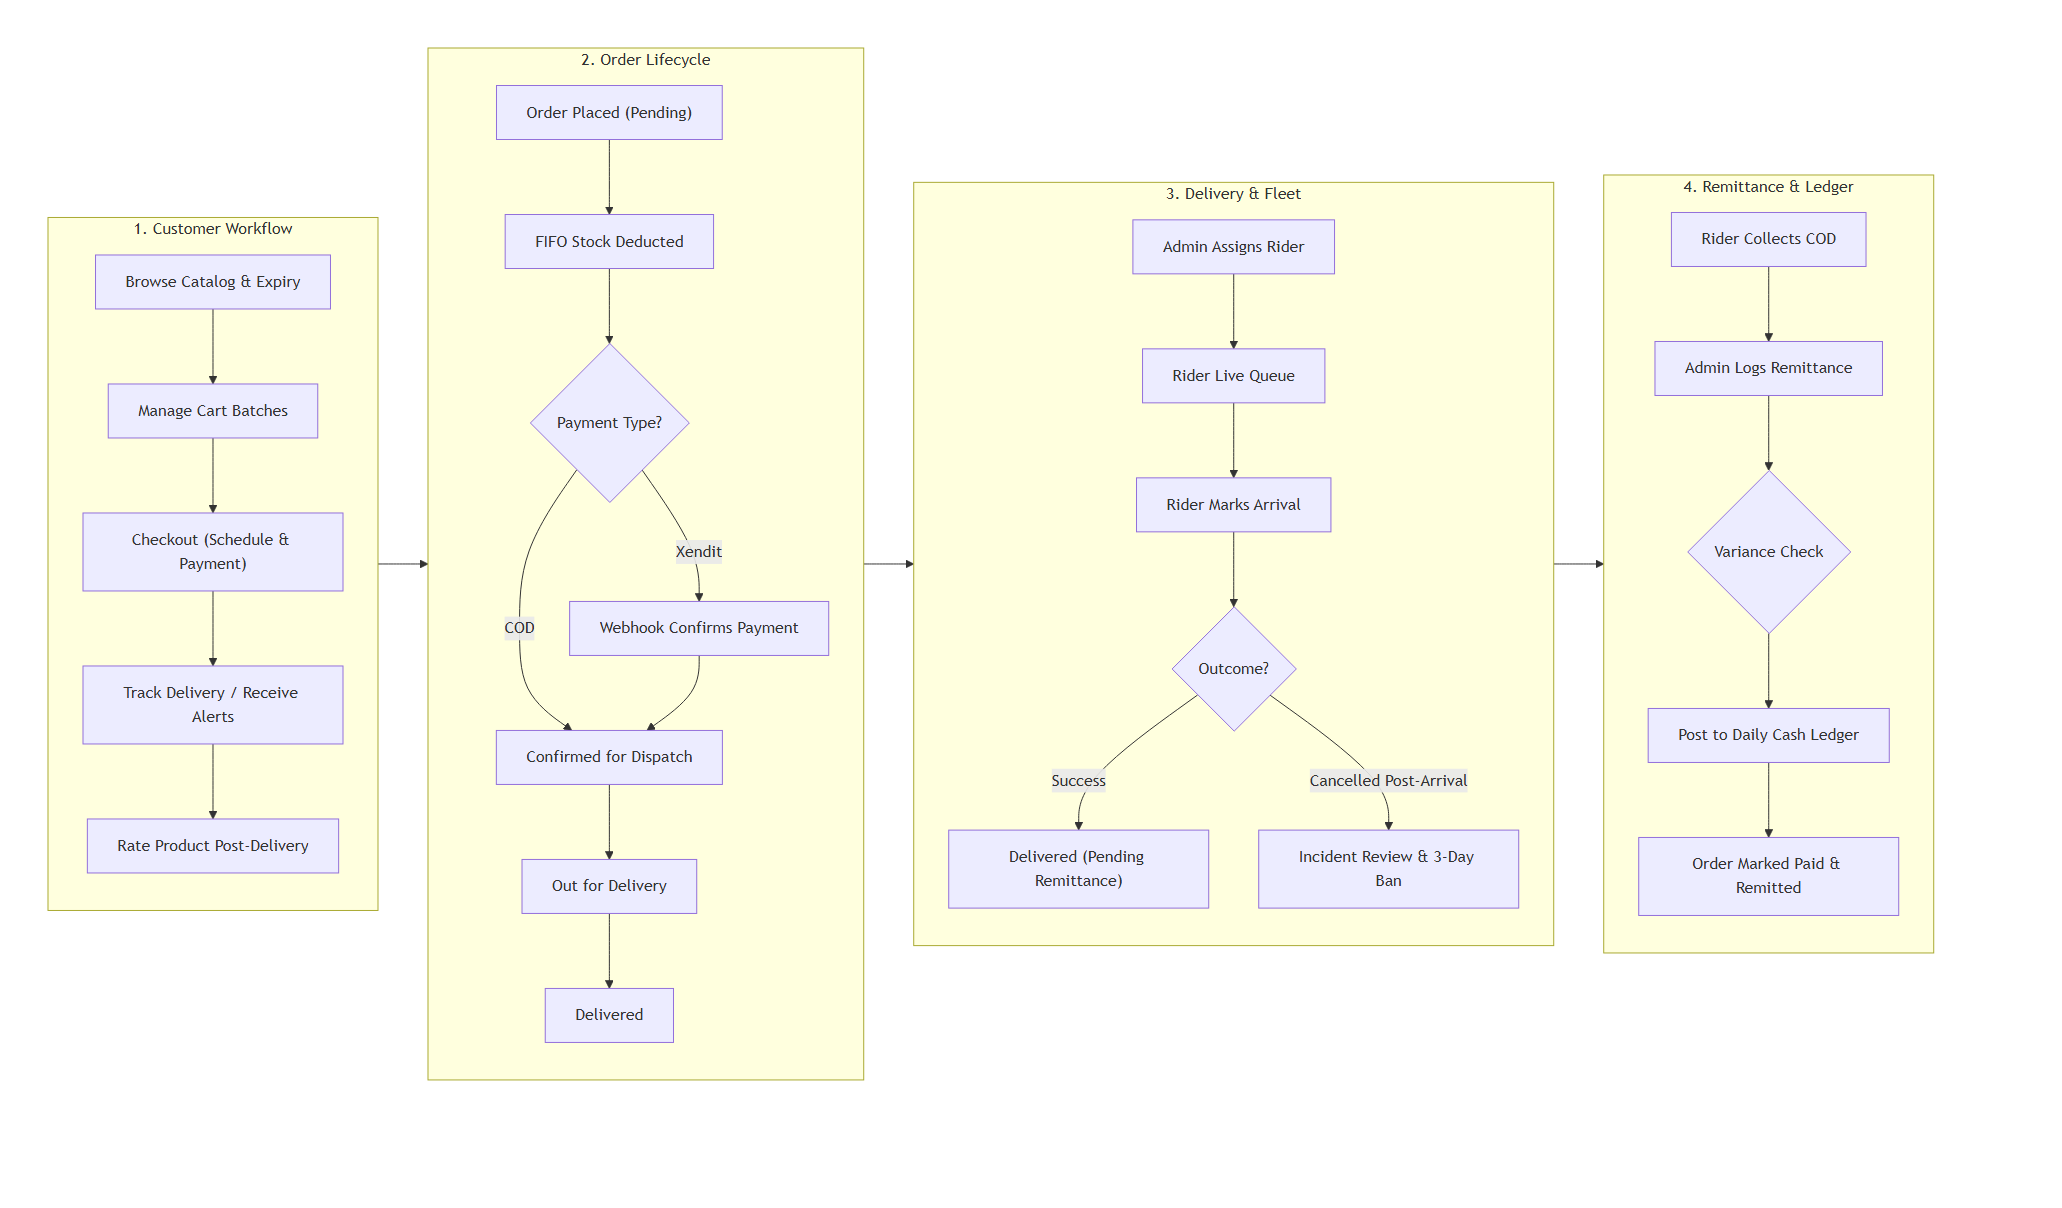 1. Customer Workflow
Browse Catalog & Expiry
Manage Cart Batches
Checkout (Schedule &
Payment)
Track Delivery / Receive
Alerts
Rate Product Post-Delivery
2. Order Lifecycle
Order Placed (Pending)
FIFO Stock Deducted
Payment Type?
Xendit
COD
Webhook Confirms Payment
Confirmed for Dispatch
Out for Delivery
Delivered
3. Delivery & Fleet
Admin Assigns Rider
Rider Live Queue
Rider Marks Arrival
Outcome?
Success
Cancelled Post-Arrival
Delivered (Pending
Remittance)
Incident Review & 3-Day
Ban
4. Remittance & Ledger
Rider Collects COD
Admin Logs Remittance
Variance Check
Post to Daily Cash Ledger
Order Marked Paid &
Remitted